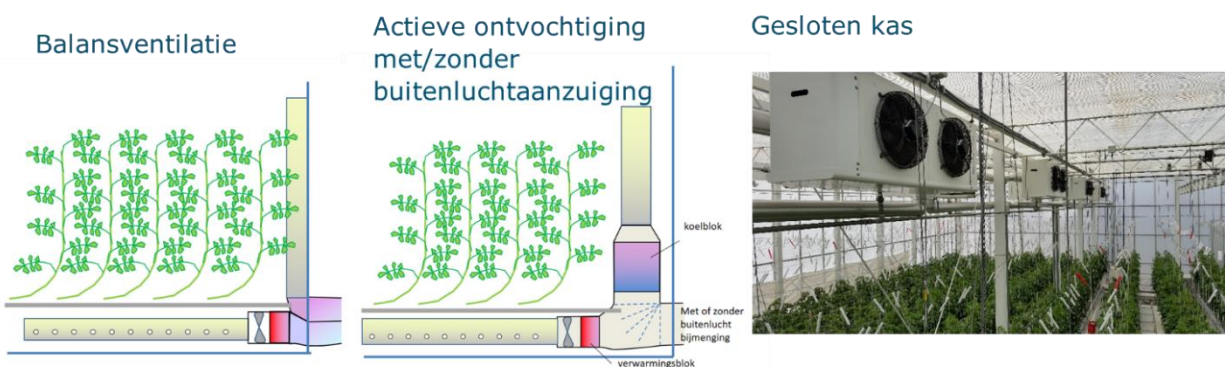 Balansventilatie
Actieve ontvochtiging
met/zonder
buitenluchtaanzuiging
koelblok
Met of zonder
buitenlucht
bijmenging
verwarmingsblok
Gesloten kas